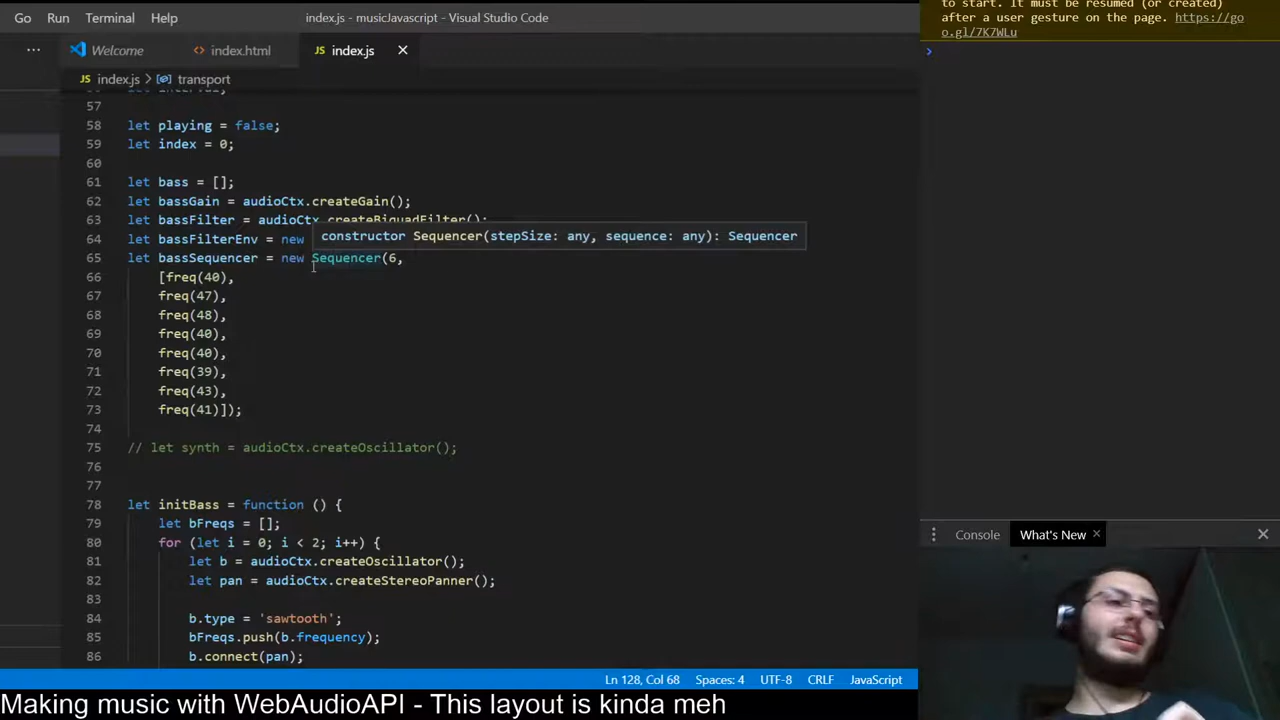 Go Run Terminal Help index.js - musicJavascript - Visual Studio Code
Welcome index.html JS index.js
JS index.js > transport
57
58 let playing = false;
59 let index = 0;
60
61 let bass = [];
62 let bassGain = audioCtx.createGain();
63 let bassFilter = audioCtx.createBiquadFilter();
64 let bassFilterEnv = new
constructor Sequencer(stepSize: any, sequence: any): Sequencer
65 let bassSequencer = new Sequencer(6,
66 [freq(40),
67 freq(47),
68 freq(48),
69 freq(40),
70 freq(40),
71 freq(39),
72 freq(43),
73 freq(41)]);
74
75 // let synth = audioCtx.createOscillator();
76
77
78 let initBass = function () {
79 let bFreqs = [];
80 for (let i = 0; i < 2; i++) {
81 let b = audioCtx.createOscillator();
82 let pan = audioCtx.createStereoPanner();
83
84 b.type = 'sawtooth';
85 bFreqs.push(b.frequency);
86 b.connect(pan);
Ln 128, Col 68 Spaces: 4 UTF-8 CRLF JavaScript
to start. It must be resumed (or created)
after a user gesture on the page. https://go
o.gl/7K7WLu
Console What's New
Making music with WebAudioAPI - This layout is kinda meh